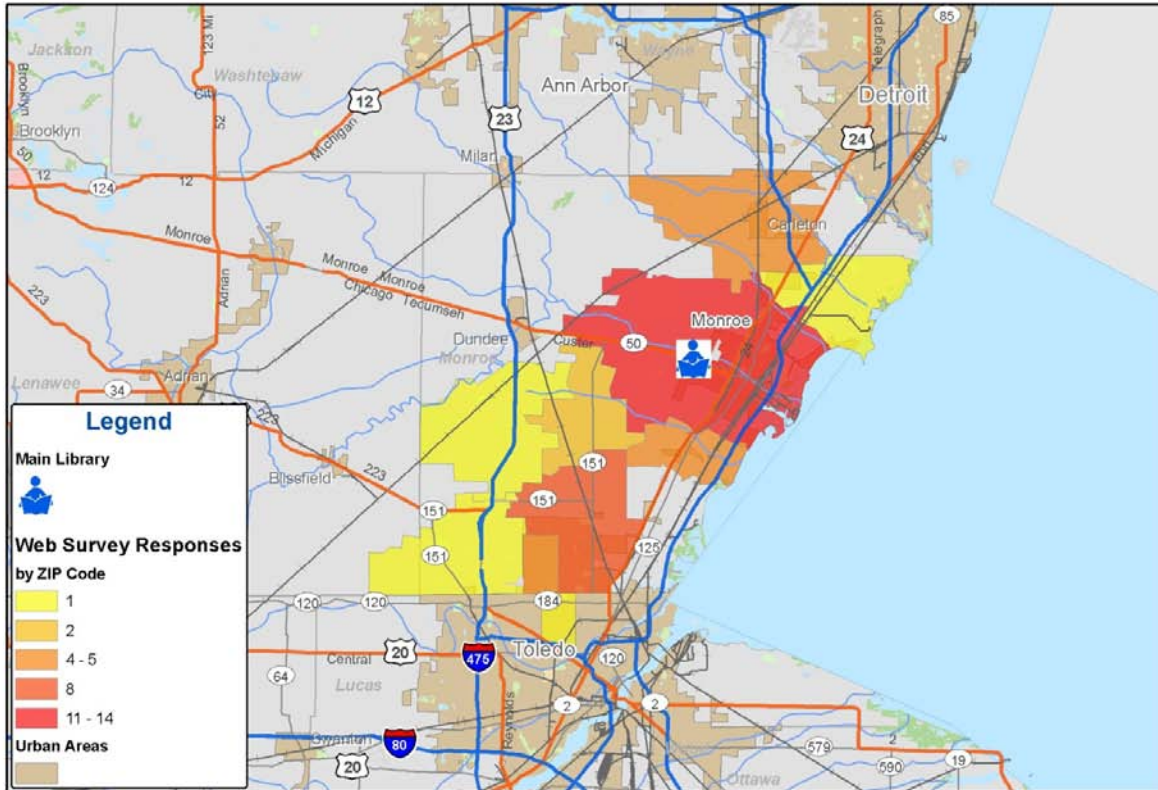 Jackson
123 Mi
Telegraph
85
Wayne
Washtenaw
Ann Arbor
Brooklyn
Detroit
12
23
52
Michigan
24
Brooklyn
Milan
50
12
124
12
Carleton
Monroe
Monroe
Monroe
223
Chicago
Tecumseh
Adrian
Monroe
Dundee
Custer
50
24
Monroe
Adrian
Lenawee
34
223
Legend
Main Library
151
Blissfield
223
151
151
Web Survey Responses
by ZIP Code
125
151
1
120
120
184
2
Toledo
4 - 5
Central
20
475
120
8
64
Lucas
11 - 14
2
2
Reynolds
Urban Areas
Swanton
80
579
2
20
590
19
Ottawa